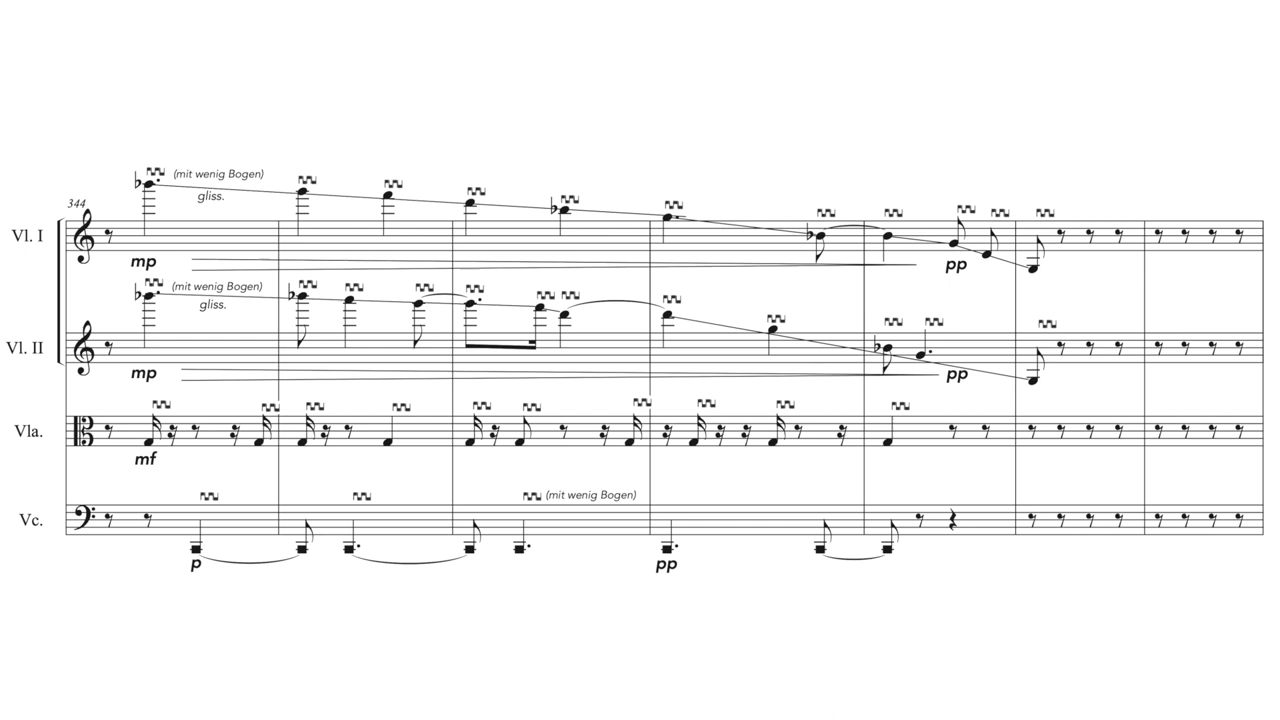 (mit wenig Bogen)
344
gliss.
Vl. I
mp
pp
(mit wenig Bogen)
gliss.
Vl. II
mp
pp
Vla.
mf
(mit wenig Bogen)
Vc.
p
pp